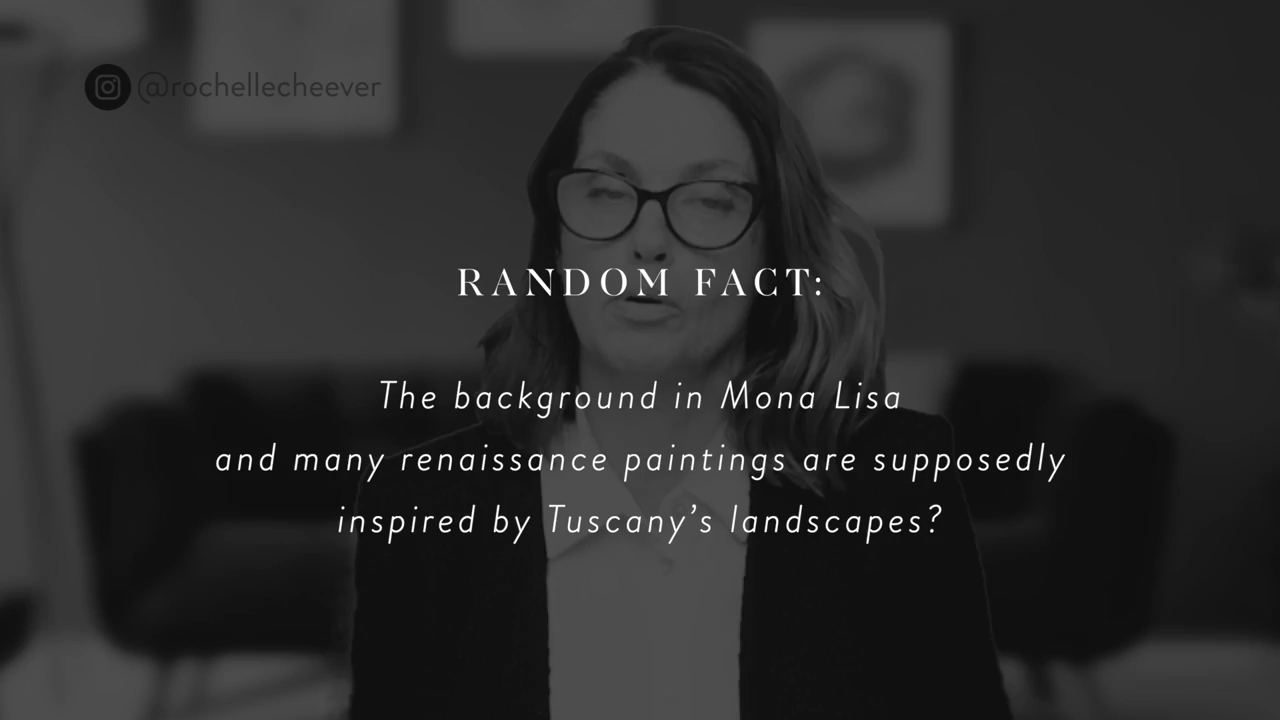 @rochellecheever
RANDOM FACT:
The background in Mona Lisa
and many renaissance paintings are supposedly
inspired by Tuscany’s landscapes?